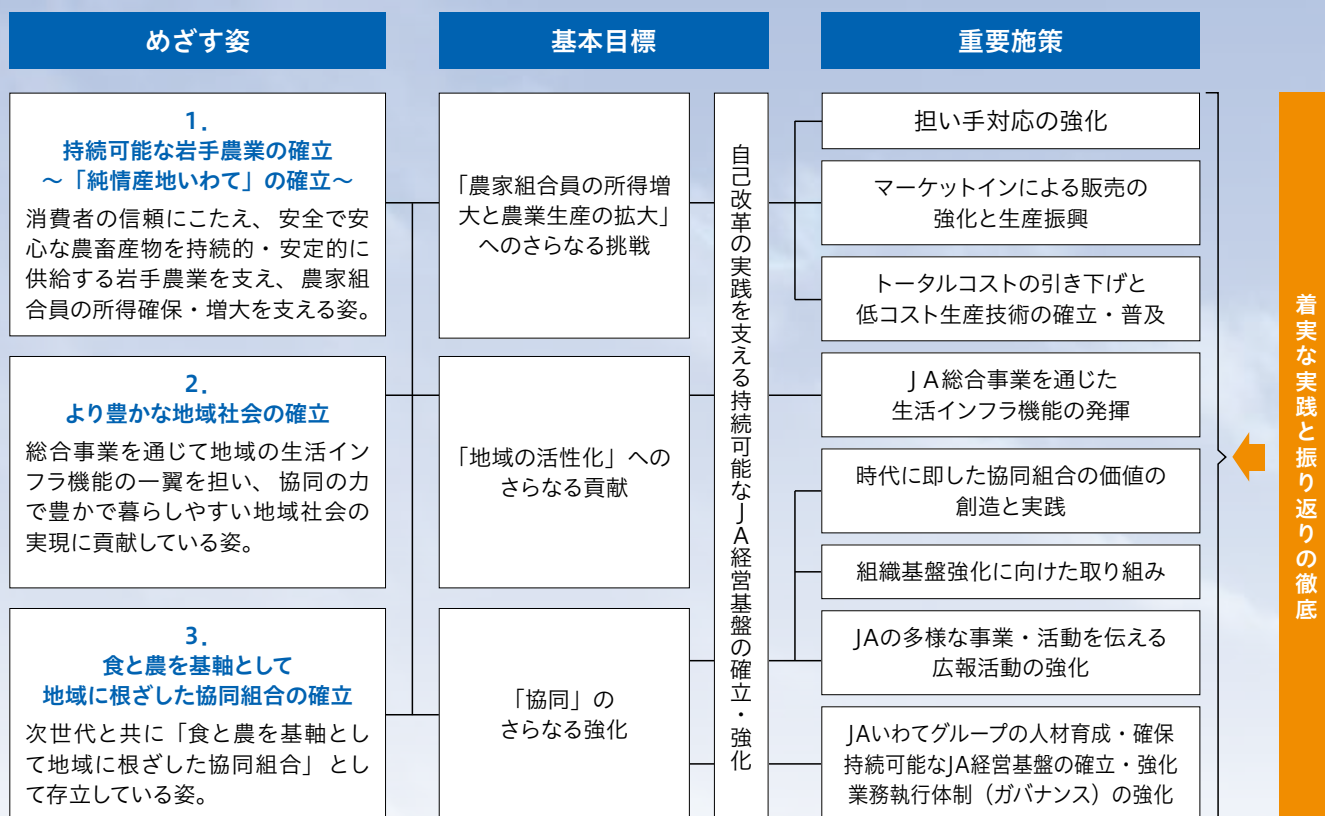 めざす姿
基本目標
重要施策
1.
持続可能な岩手農業の確立
～「純情産地いわて」の確立～
消費者の信頼にこたえ、安全で安
心な農畜産物を持続的・安定的に
供給する岩手農業を支え、農家組
合員の所得確保・増大を支える姿。
2.
より豊かな地域社会の確立
総合事業を通じて地域の生活イン
フラ機能の一翼を担い、協同の力
で豊かで暮らしやすい地域社会の
実現に貢献している姿。
3.
食と農を基軸として
地域に根ざした協同組合の確立
次世代と共に「食と農を基軸とし
て地域に根ざした協同組合」とし
て存立している姿。
「農家組合員の所得増
大と農業生産の拡大」
へのさらなる挑戦
「地域の活性化」への
さらなる貢献
「協同」の
さらなる強化
自己改革の実践を支える持続可能なJA経営基盤の確立・強化
担い手対応の強化
マーケットインによる販売の
強化と生産振興
トータルコストの引き下げと
低コスト生産技術の確立・普及
JA総合事業を通じた
生活インフラ機能の発揮
時代に即した協同組合の価値の
創造と実践
組織基盤強化に向けた取り組み
JAの多様な事業・活動を伝える
広報活動の強化
JAいわてグループの人材育成・確保
持続可能なJA経営基盤の確立・強化
業務執行体制（ガバナンス）の強化
着実な実践と振り返りの徹底